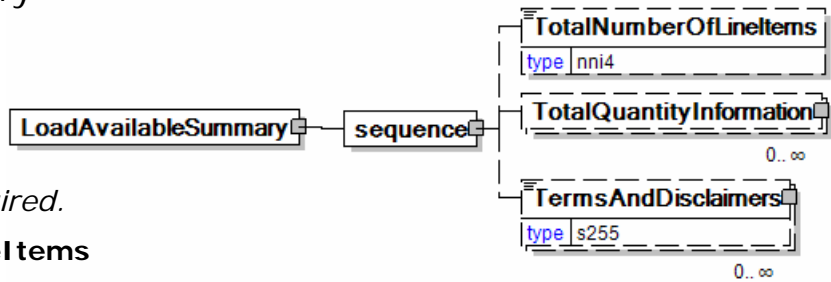 TotalNumberOfLineItems
type nni4
LoadAvailableSummary
sequence
TotalQuantityInformation
0.. ∞
TermsAndDisclaimers
type s255
0.. ∞